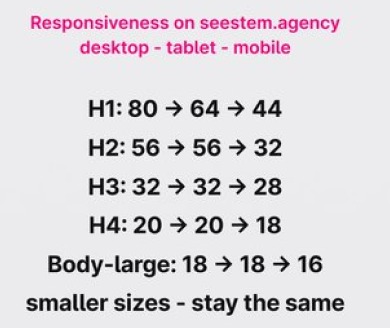 Responsiveness on seestem.agency
desktop - tablet - mobile
H1: 80 → 64 → 44
H2: 56 → 56 → 32
H3: 32 → 32 → 28
H4: 20 → 20 → 18
Body-large: 18 → 18 → 16
smaller sizes - stay the same